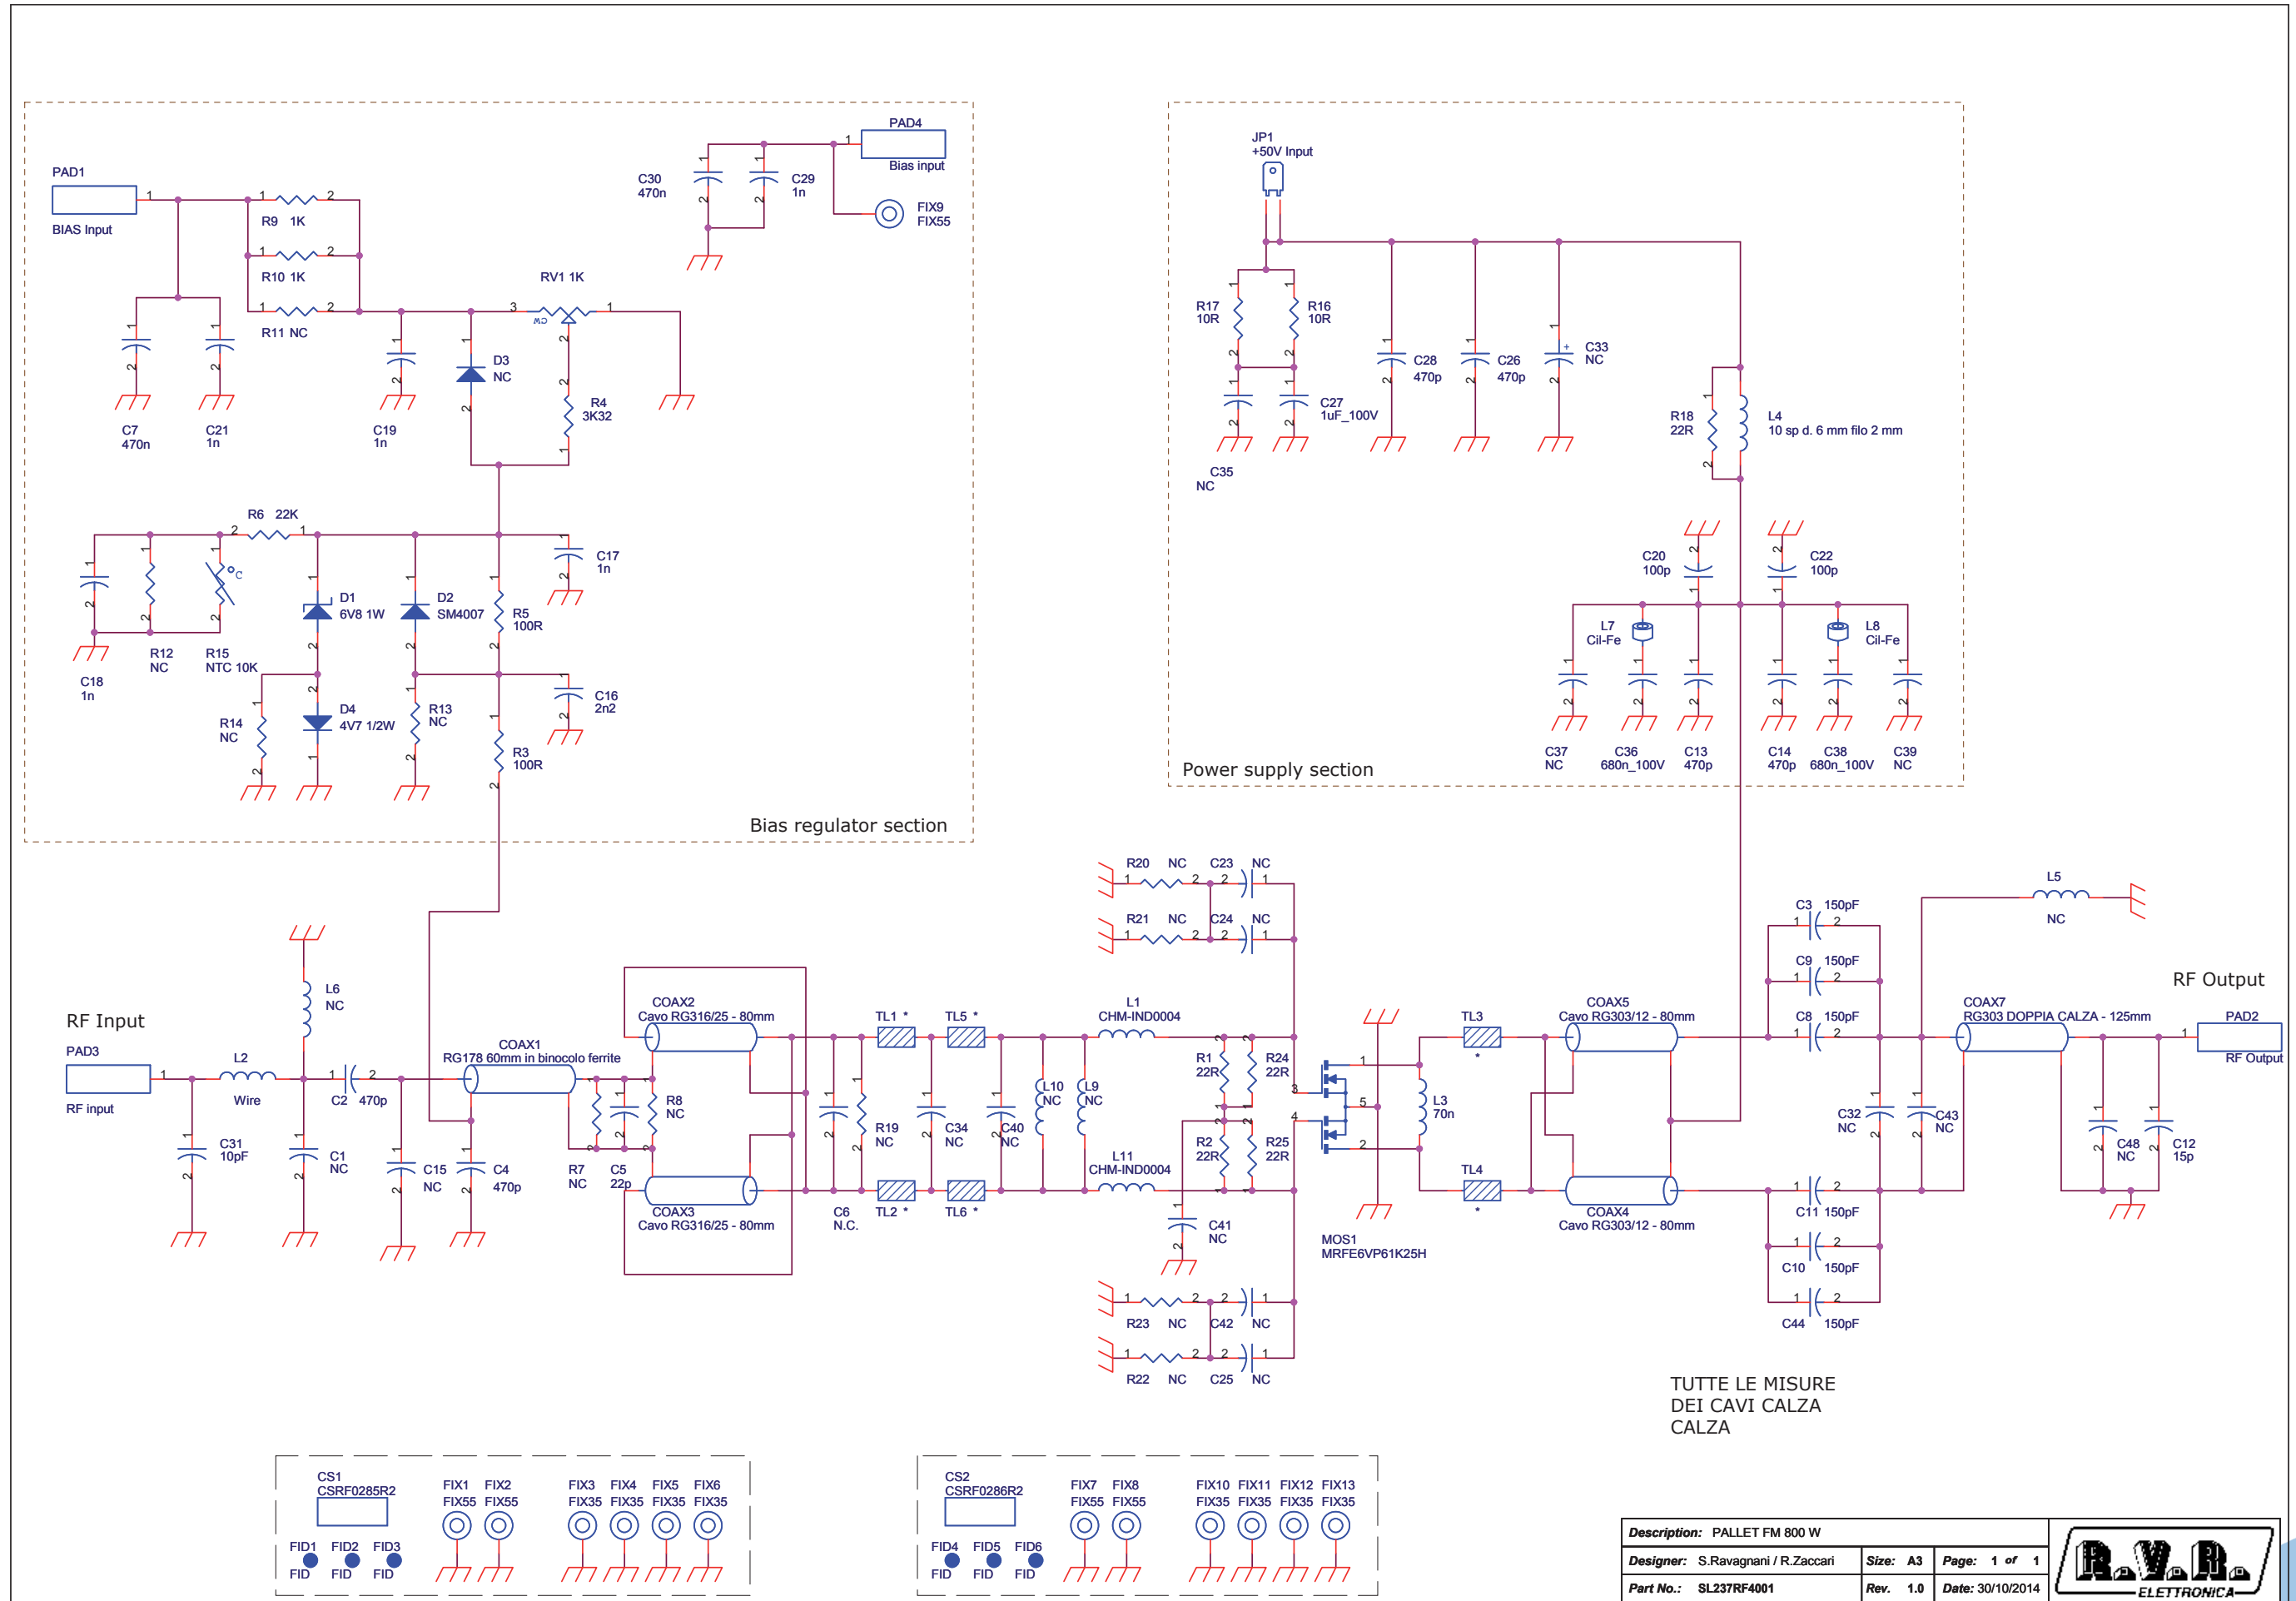 PAD1
BIAS Input
R9 1K
R10 1K
R11 NC
C7
470n
C21
1n
C19
1n
D3
NC
RV1 1K
CW
R4
3K32
C30
470n
C29
1n
PAD4
Bias input
FIX9
FIX55
R6 22K
C18
1n
R12
NC
R15
NTC 10K
°C
D1
6V8 1W
D2
SM4007
R5
100R
C17
1n
R14
NC
D4
4V7 1/2W
R13
NC
C16
2n2
R3
100R
Bias regulator section
JP1
+50V Input
R17
10R
R16
10R
C35
NC
C27
1uF_100V
C28
470p
C26
470p
C33
NC
R18
22R
L4
10 sp d. 6 mm filo 2 mm
C20
100p
C22
100p
L7
Cil-Fe
L8
Cil-Fe
C37
NC
C36
680n_100V
C13
470p
C14
470p
C38
680n_100V
C39
NC
Power supply section
RF Input
PAD3
RF input
L2
Wire
L6
NC
C31
10pF
C1
NC
C2 470p
C15
NC
C4
470p
COAX1
RG178 60mm in binocolo ferrite
R7
NC
C5
22p
R8
NC
COAX2
Cavo RG316/25 - 80mm
COAX3
Cavo RG316/25 - 80mm
C6
N.C.
R19
NC
TL1 *
TL5 *
TL2 *
TL6 *
C34
NC
C40
NC
L10
NC
L9
NC
L1
CHM-IND0004
L11
CHM-IND0004
R20 NC C23 NC
R21 NC C24 NC
R1
22R
R24
22R
R2
22R
R25
22R
C41
NC
R23 NC C42 NC
R22 NC C25 NC
MOS1
MRFE6VP61K25H
L3
70n
TL3
*
TL4
*
COAX5
Cavo RG303/12 - 80mm
COAX4
Cavo RG303/12 - 80mm
C3 150pF
C9 150pF
C8 150pF
C11 150pF
C10 150pF
C44 150pF
C32
NC
C43
NC
L5
NC
COAX7
RG303 DOPPIA CALZA - 125mm
C48
NC
C12
15p
RF Output
PAD2
RF Output
TUTTE LE MISURE
DEI CAVI CALZA
CALZA
CS1
CSRF0285R2
FID1 FID2 FID3
FID FID FID
FIX1 FIX2 FIX3 FIX4 FIX5 FIX6
FIX55 FIX55 FIX35 FIX35 FIX35 FIX35
CS2
CSRF0286R2
FID4 FID5 FID6
FID FID FID
FIX7 FIX8 FIX10 FIX11 FIX12 FIX13
FIX55 FIX55 FIX35 FIX35 FIX35 FIX35
Description: PALLET FM 800 W
Designer: S.Ravagnani / R.Zaccari Size: A3 Page: 1 of 1
Part No.: SL237RF4001 Rev. 1.0 Date: 30/10/2014
R.V.R.
ELETTRONICA